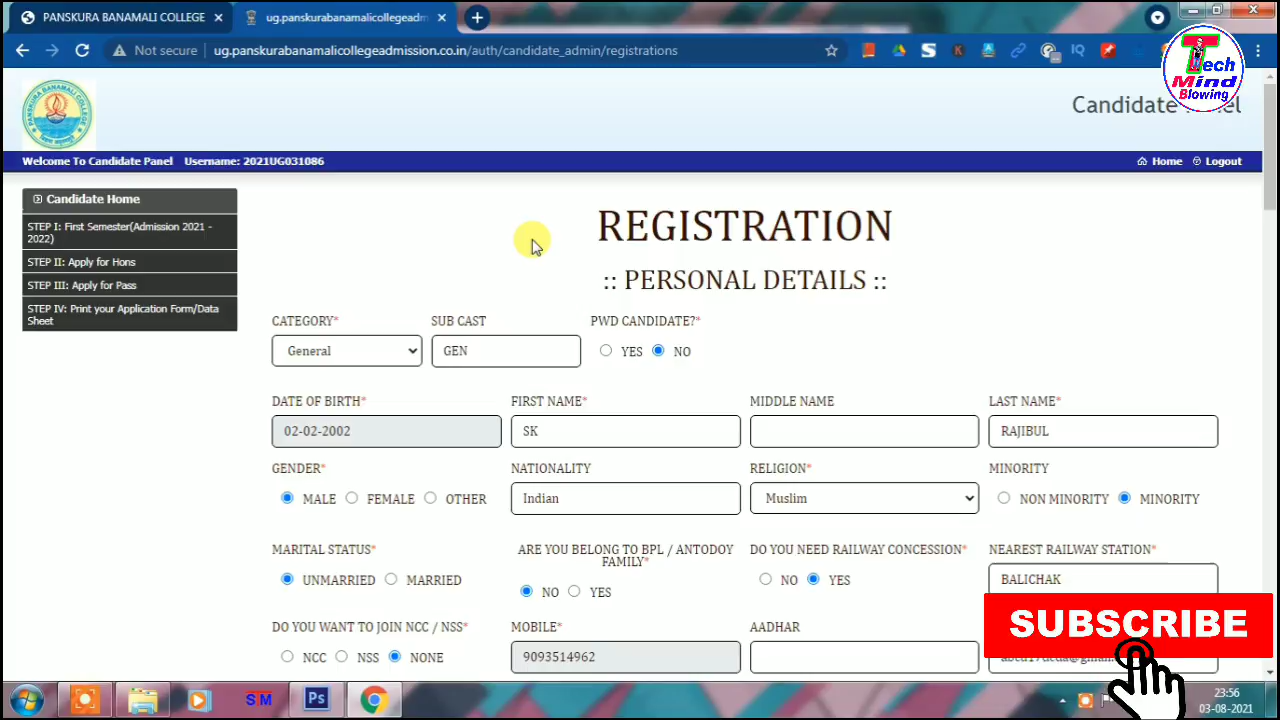 PANSKURA BANAMALI COLLEGE
ug.panskurabanamalicollegeadm
Not secure
ug.panskurabanamalicollegeadmission.co.in/auth/candidate_admin/registrations
IQ
Tech
Mind
Blowing
PANSKURA BANAMALI COLLEGE
Candidate
Welcome To Candidate Panel Username: 2021UG031086
Home Logout
Candidate Home
STEP I: First Semester(Admission 2021 -
2022)
STEP II: Apply for Hons
STEP III: Apply for Pass
STEP IV: Print your Application Form/Data
Sheet
REGISTRATION
:: PERSONAL DETAILS ::
CATEGORY* SUB CAST PWD CANDIDATE?*
General GEN YES NO
DATE OF BIRTH* FIRST NAME* MIDDLE NAME LAST NAME*
02-02-2002 SK RAJIBUL
GENDER* NATIONALITY RELIGION* MINORITY
MALE FEMALE OTHER Indian Muslim NON MINORITY MINORITY
MARITAL STATUS* ARE YOU BELONG TO BPL / ANTODOY
FAMILY* DO YOU NEED RAILWAY CONCESSION* NEAREST RAILWAY STATION*
UNMARRIED MARRIED NO YES NO YES BALICHAK
DO YOU WANT TO JOIN NCC / NSS* MOBILE* AADHAR
NCC NSS NONE 9093514962
SUBSCRIBE
SM Ps
23:56
03-08-2021